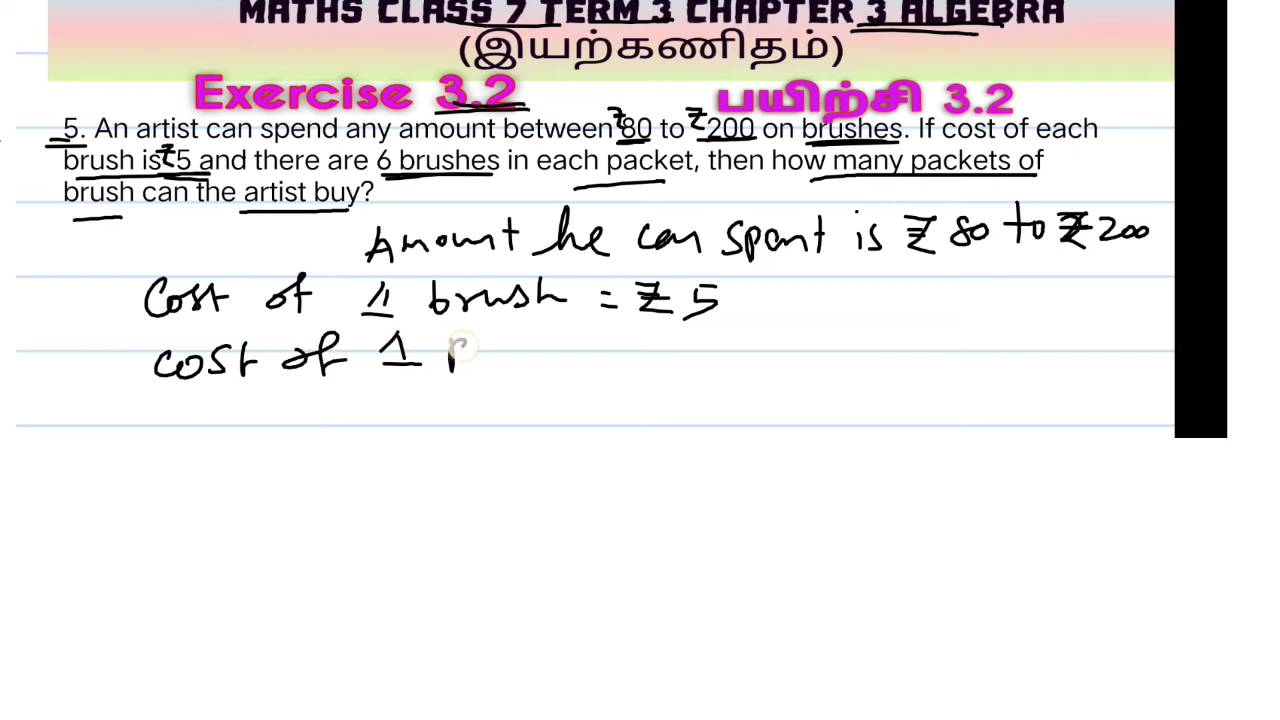 MATHS CLASS 7 TERM 3 CHAPTER 3 ALGEBRA
(இயற்கணிதம்)
Exercise 3.2 பயிற்சி 3.2
5. An artist can spend any amount between ₹80 to ₹200 on brushes. If cost of each
brush is ₹5 and there are 6 brushes in each packet, then how many packets of
brush can the artist buy?
Amount he can spant is ₹ 80 to ₹ 200
Cost of 1 brush = ₹ 5
cost of 1 p